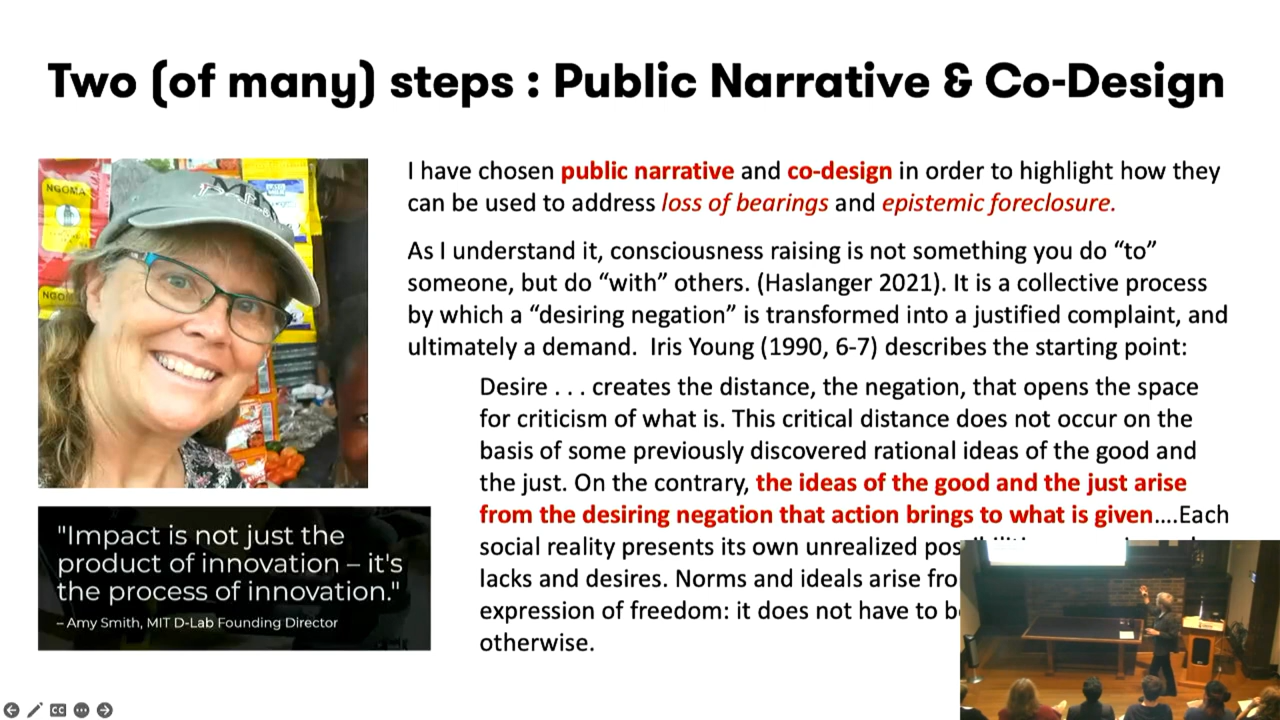 Two (of many) steps : Public Narrative & Co-Design
NGOMA
I have chosen public narrative and co-design in order to highlight how they
can be used to address loss of bearings and epistemic foreclosure.
As I understand it, consciousness raising is not something you do “to”
someone, but do “with” others. (Haslanger 2021). It is a collective process
by which a “desiring negation” is transformed into a justified complaint, and
ultimately a demand.  Iris Young (1990, 6-7) describes the starting point:
Desire . . . creates the distance, the negation, that opens the space
for criticism of what is. This critical distance does not occur on the
basis of some previously discovered rational ideas of the good and
the just. On the contrary, the ideas of the good and the just arise
from the desiring negation that action brings to what is given….Each
social reality presents its own unrealized
lacks and desires. Norms and ideals arise
expression of freedom: it does not have to
otherwise.
"Impact is not just the
product of innovation – it's
the process of innovation."
– Amy Smith, MIT D-Lab Founding Director
CC